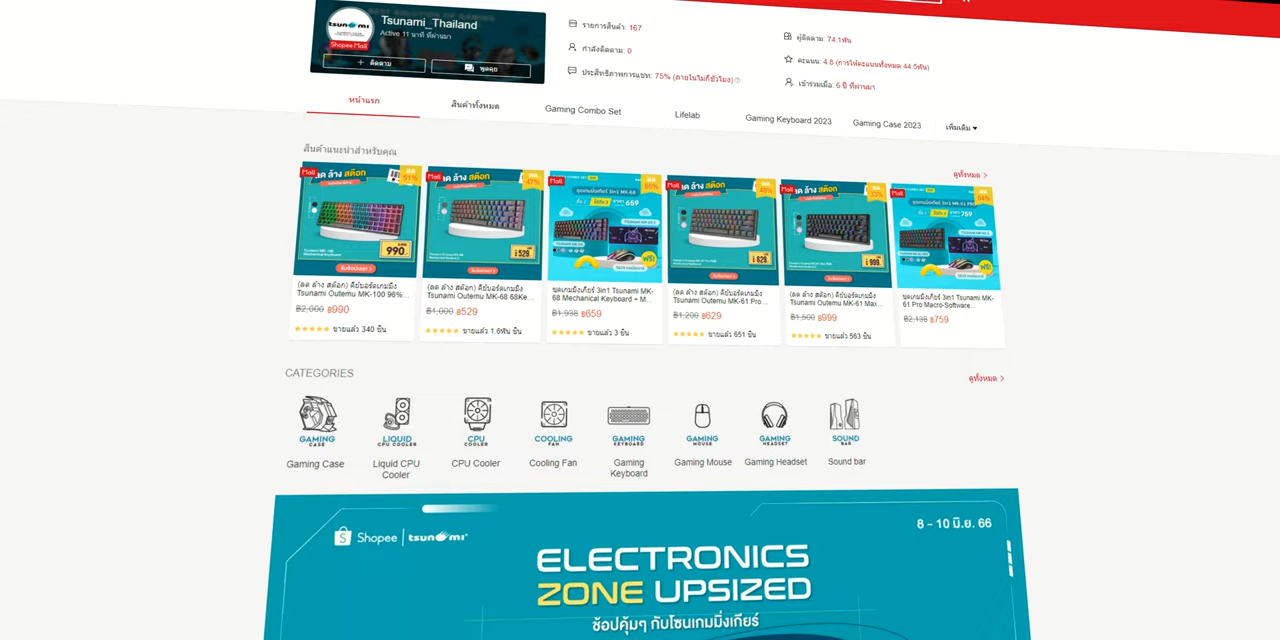 tsunami
Shopee Mall
Tsunami_Thailand
Active 11 นาที ที่ผ่านมา
+ ติดตาม
พูดคุย
รายการสินค้า: 167
กำลังติดตาม: 0
ประสิทธิภาพการแชท: 75% (ภายในไม่กี่ชั่วโมง)
ผู้ติดตาม: 74.1พัน
คะแนน: 4.8 (การให้คะแนนทั้งหมด 44.5พัน)
เข้าร่วมเมื่อ: 6 ปี ที่ผ่านมา
หน้าแรก
สินค้าทั้งหมด
Gaming Combo Set
Lifelab
Gaming Keyboard 2023
Gaming Case 2023
เพิ่มเติม
สินค้าแนะนำสำหรับคุณ
ดูทั้งหมด >
(ลด ล้าง สต๊อก) คีย์บอร์ดเกมมิ่ง
Tsunami Outemu MK-100 96%...
฿2,000 ฿990
ขายแล้ว 340 ชิ้น
(ลด ล้าง สต๊อก) คีย์บอร์ดเกมมิ่ง
Tsunami Outemu MK-68 68Ke...
฿1,000 ฿529
ขายแล้ว 1.6พัน ชิ้น
ชุดเกมมิ่งเกียร์ 3in1 Tsunami MK-
68 Mechanical Keyboard + M...
฿1,938 ฿659
ขายแล้ว 3 ชิ้น
(ลด ล้าง สต๊อก) คีย์บอร์ดเกมมิ่ง
Tsunami Outemu MK-61 Pro...
฿1,200 ฿629
ขายแล้ว 651 ชิ้น
(ลด ล้าง สต๊อก) คีย์บอร์ดเกมมิ่ง
Tsunami Outemu MK-61 Max...
฿1,500 ฿999
ขายแล้ว 563 ชิ้น
ชุดเกมมิ่งเกียร์ 3in1 Tsunami MK-
61 Pro Macro-Software...
฿2,138 ฿759
CATEGORIES
ดูทั้งหมด >
GAMING CASE
LIQUID CPU COOLER
CPU COOLER
COOLING FAN
GAMING KEYBOARD
GAMING MOUSE
GAMING HEADSET
SOUND BAR
Gaming Case
Liquid CPU Cooler
CPU Cooler
Cooling Fan
Gaming Keyboard
Gaming Mouse
Gaming Headset
Sound bar
Shopee | tsunami
8 - 10 มิ.ย. 66
ELECTRONICS
ZONE UPSIZED
ช้อปคุ้มๆ กับโซนเกมมิ่งเกียร์